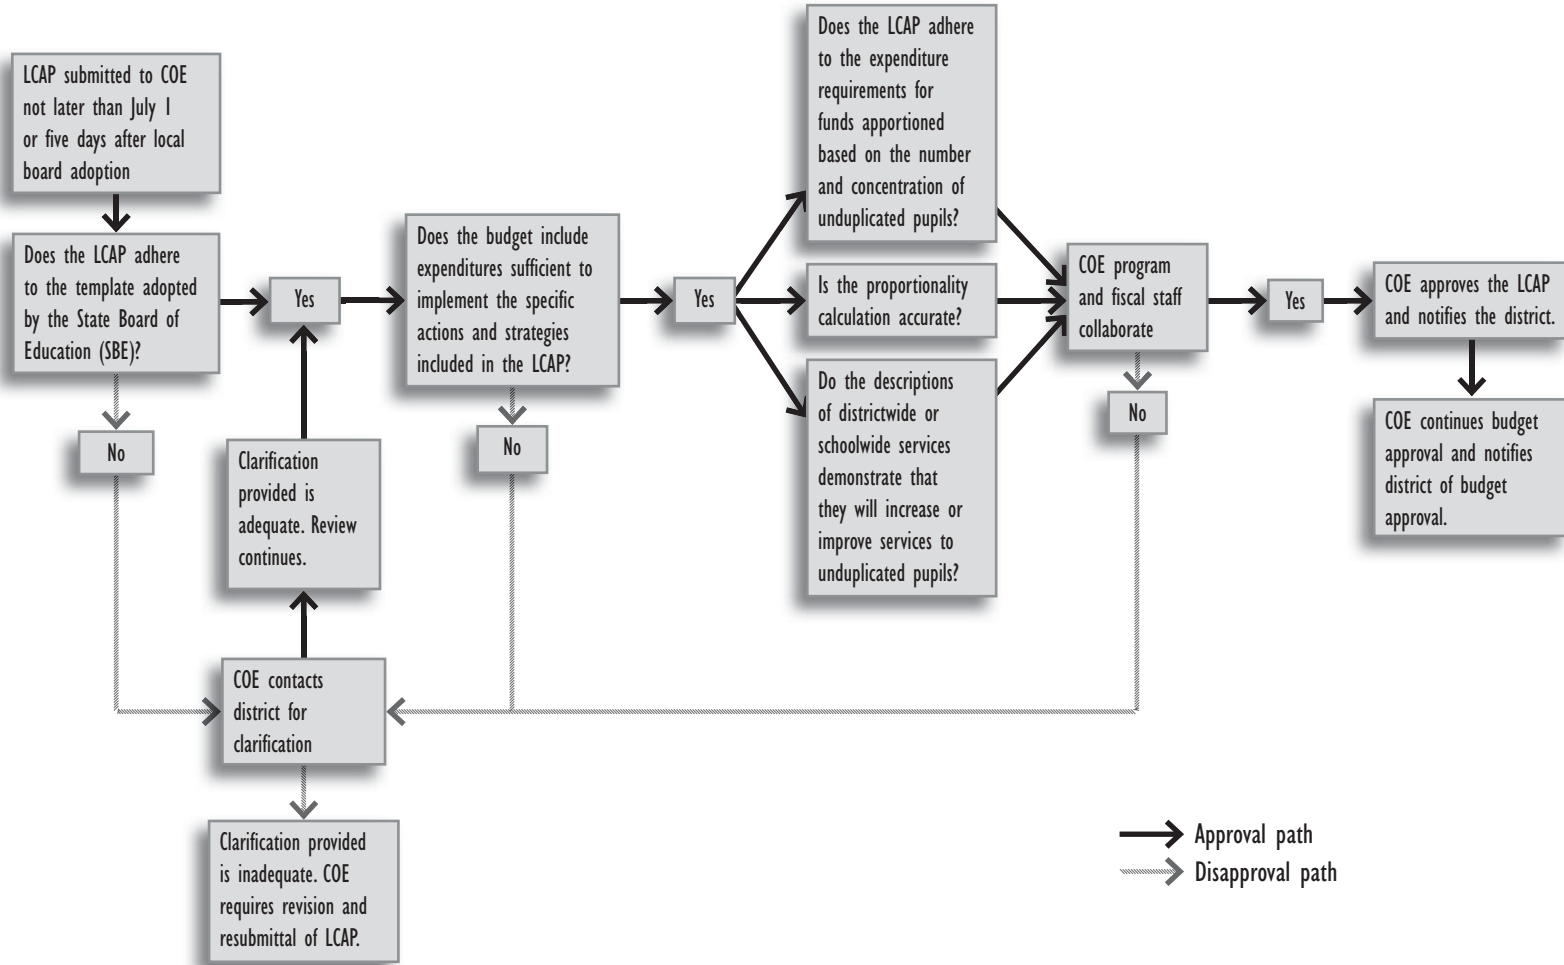 LCAP submitted to COE
not later than July 1
or five days after local
board adoption
Does the LCAP adhere
to the template adopted
by the State Board of
Education (SBE)?
No
Yes
Clarification
provided is
adequate. Review
continues.
COE contacts
district for
clarification
Clarification provided
is inadequate. COE
requires revision and
resubmittal of LCAP.
Does the budget include
expenditures sufficient to
implement the specific
actions and strategies
included in the LCAP?
No
Yes
Does the LCAP adhere
to the expenditure
requirements for
funds apportioned
based on the number
and concentration of
unduplicated pupils?
Is the proportionality
calculation accurate?
Do the descriptions
of districtwide or
schoolwide services
demonstrate that
they will increase or
improve services to
unduplicated pupils?
COE program
and fiscal staff
collaborate
No
Yes
COE approves the LCAP
and notifies the district.
COE continues budget
approval and notifies
district of budget
approval.
Approval path
Disapproval path